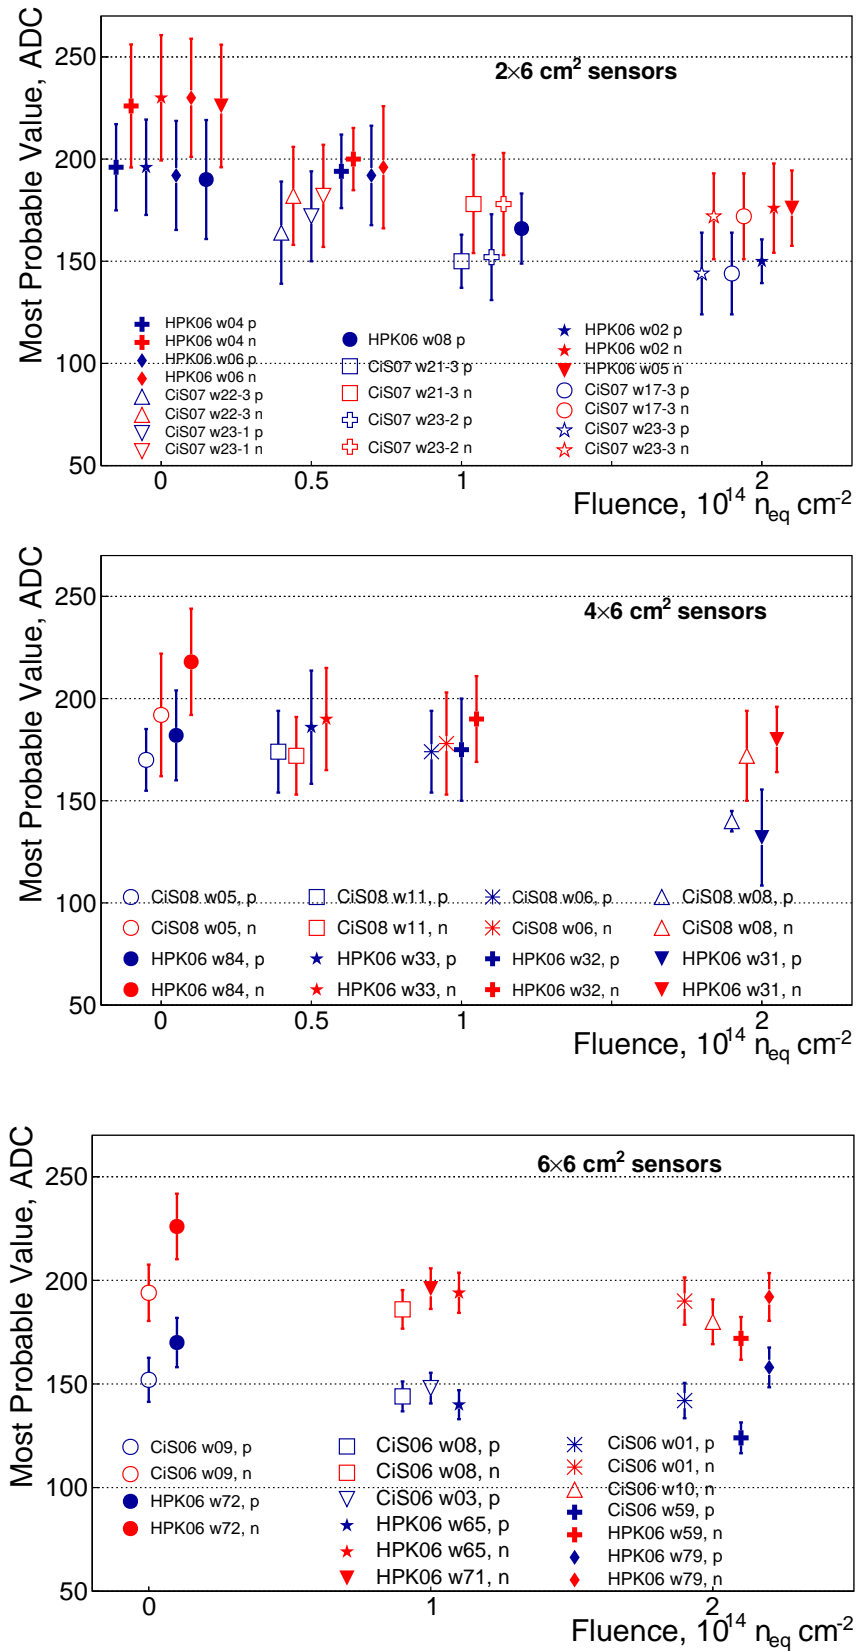 Most Probable Value, ADC
2×6 cm² sensors
250
200
150
100
50
HPK06 w04 p
HPK06 w04 n
HPK06 w06 p
HPK06 w06 n
CiS07 w22-3 p
CiS07 w22-3 n
CiS07 w23-1 p
CiS07 w23-1 n
HPK06 w08 p
CiS07 w21-3 p
CiS07 w21-3 n
CiS07 w23-2 p
CiS07 w23-2 n
HPK06 w02 p
HPK06 w02 n
HPK06 w05 n
CiS07 w17-3 p
CiS07 w17-3 n
CiS07 w23-3 p
CiS07 w23-3 n
0 0.5 1 2
Fluence, 10¹⁴ n_eq cm⁻²
Most Probable Value, ADC
4×6 cm² sensors
250
200
150
100
50
CiS08 w05, p
CiS08 w05, n
HPK06 w84, p
HPK06 w84, n
CiS08 w11, p
CiS08 w11, n
HPK06 w33, p
HPK06 w33, n
CiS08 w06, p
CiS08 w06, n
HPK06 w32, p
HPK06 w32, n
CiS08 w08, p
CiS08 w08, n
HPK06 w31, p
HPK06 w31, n
0 0.5 1 2
Fluence, 10¹⁴ n_eq cm⁻²
Most Probable Value, ADC
6×6 cm² sensors
250
200
150
100
50
CiS06 w09, p
CiS06 w09, n
HPK06 w72, p
HPK06 w72, n
CiS06 w08, p
CiS06 w08, n
CiS06 w03, p
HPK06 w65, p
HPK06 w65, n
HPK06 w71, n
CiS06 w01, p
CiS06 w01, n
CiS06 w10, n
CiS06 w59, p
HPK06 w59, n
HPK06 w79, p
HPK06 w79, n
0 1 2
Fluence, 10¹⁴ n_eq cm⁻²